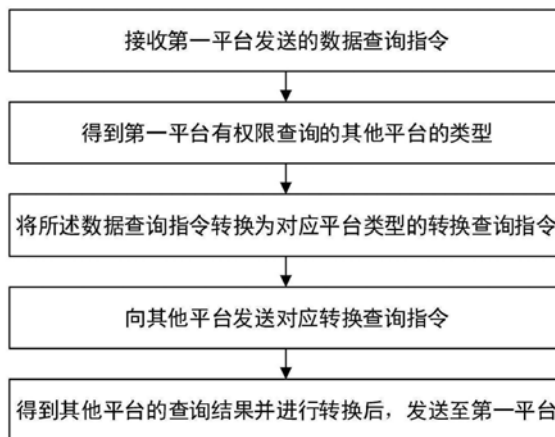 接收第一平台发送的数据查询指令
得到第一平台有权限查询的其他平台的类型
将所述数据查询指令转换为对应平台类型的转换查询指令
向其他平台发送对应转换查询指令
得到其他平台的查询结果并进行转换后，发送至第一平台